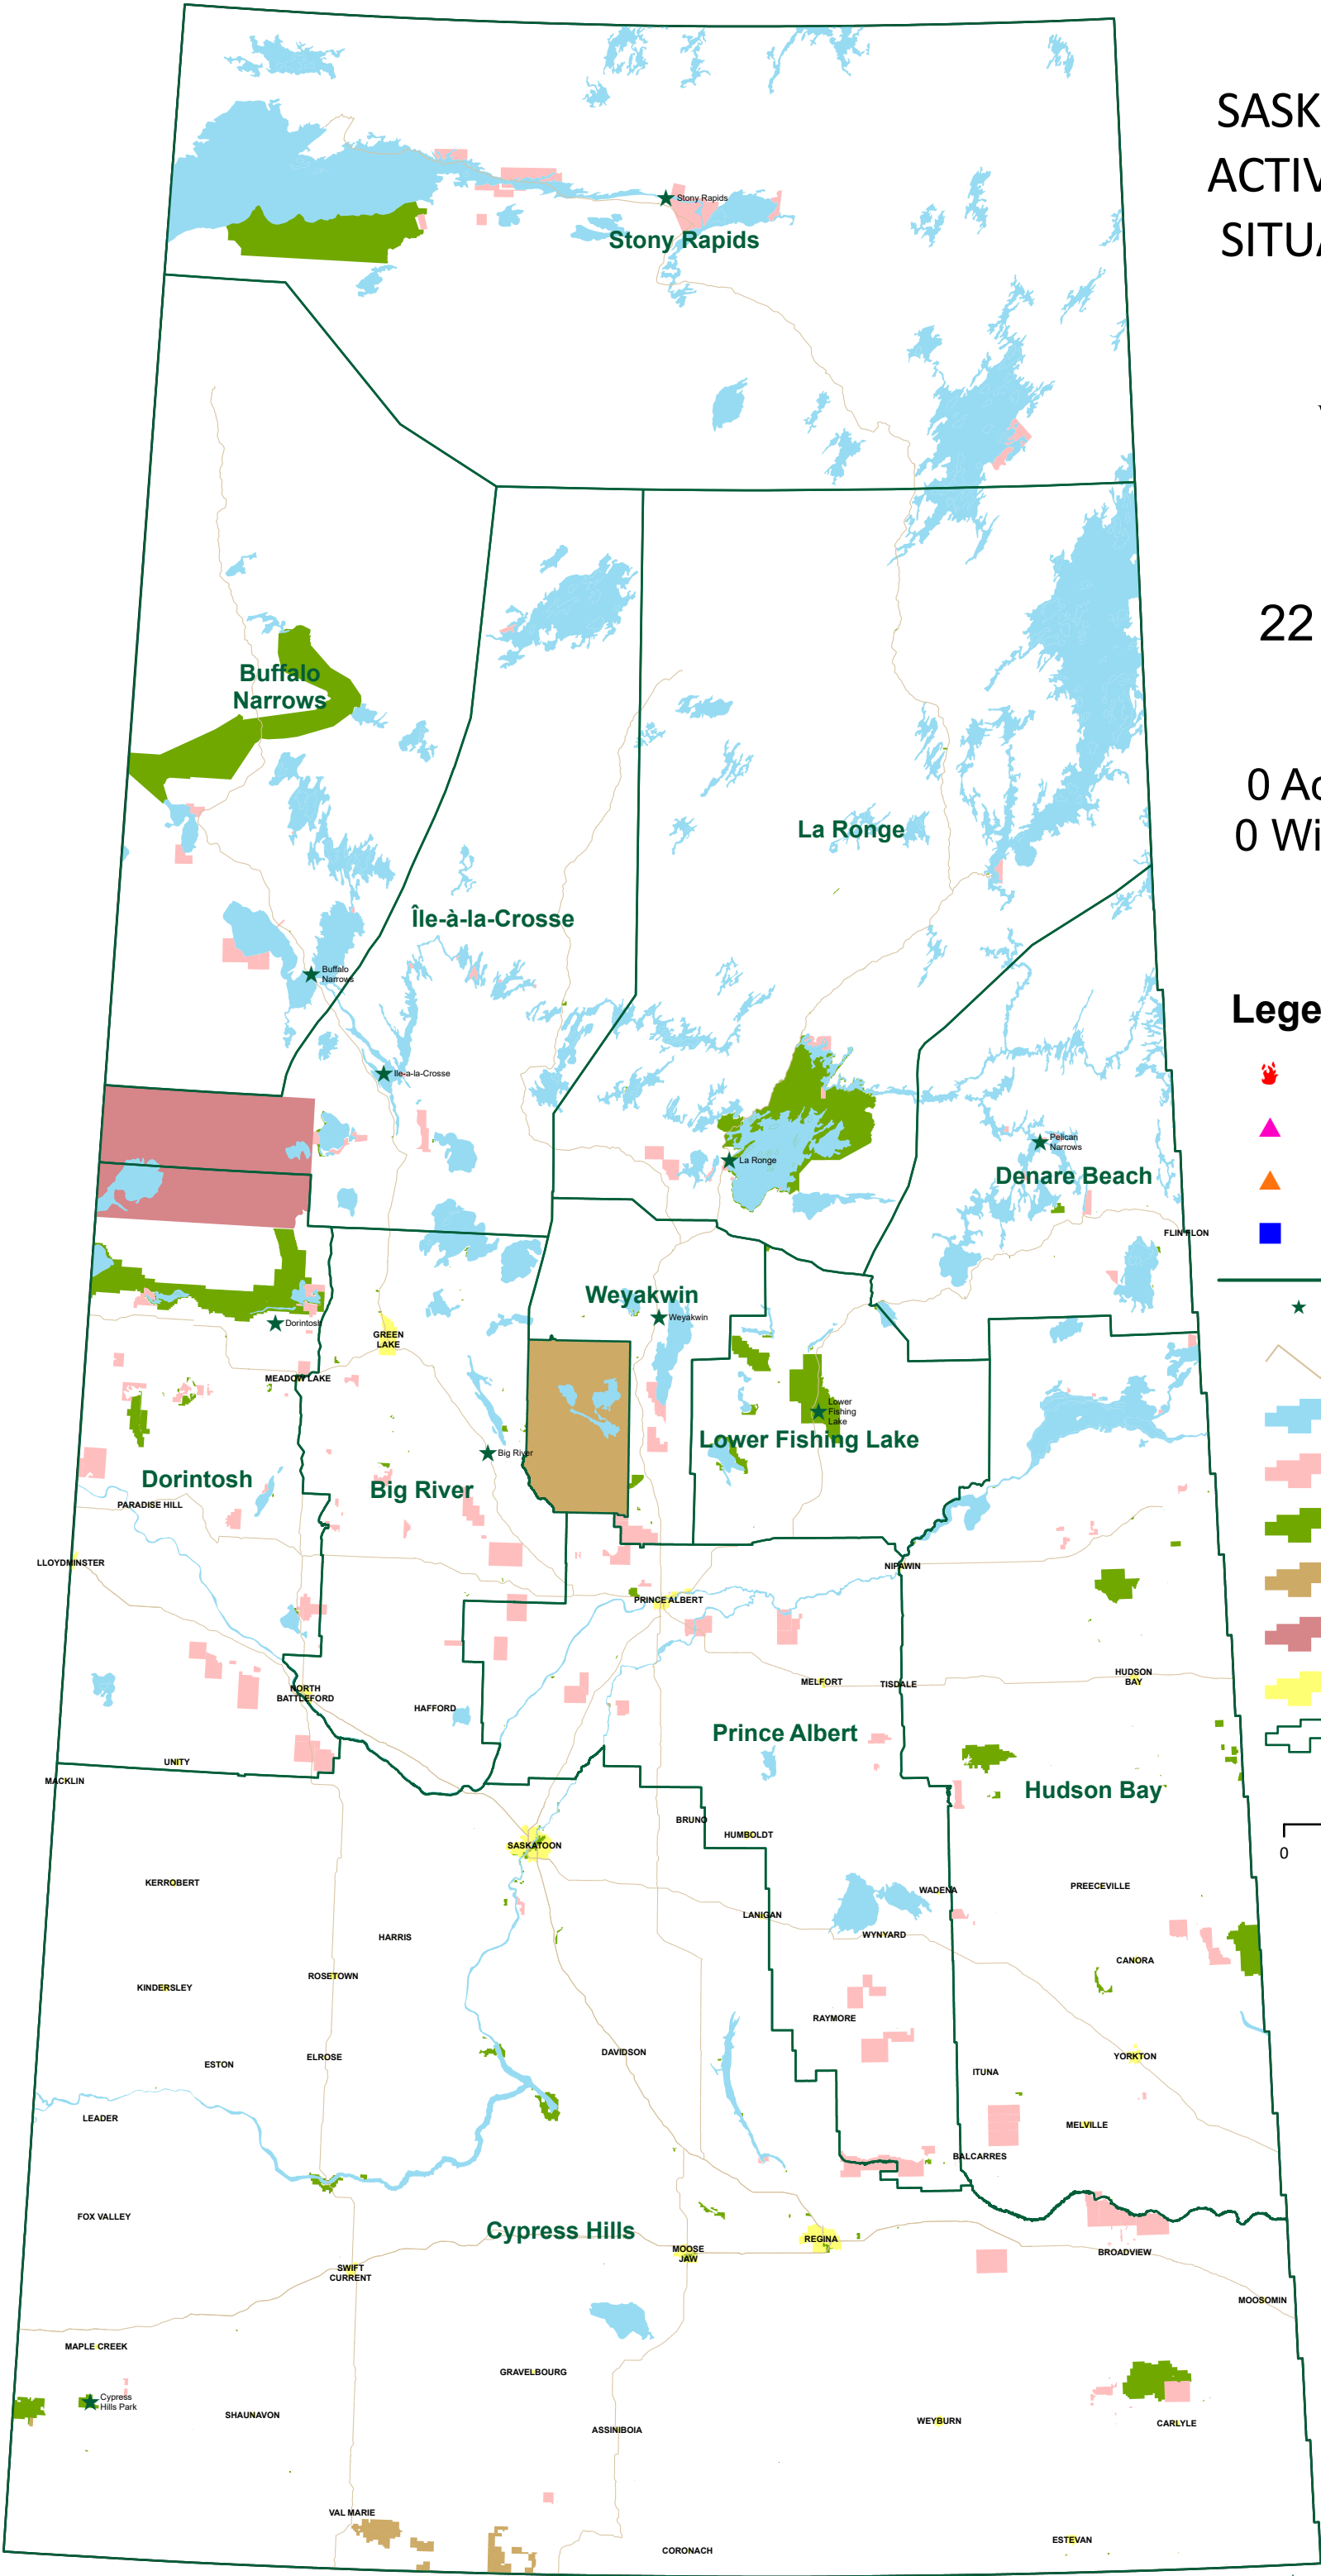 SASK
ACTIV
SITUA
Stony Rapids
Stony Rapids
22
Buffalo
Narrows
0 Ac
0 Wi
La Ronge
Île-à-la-Crosse
Buffalo
Narrows
Lege
Ile-a-la-Crosse
Pelican
Narrows
La Ronge
Denare Beach
FLIN FLON
Weyakwin
Weyakwin
Dorintosh
GREEN
LAKE
MEADOW LAKE
Lower
Fishing
Lake
Lower Fishing Lake
Big River
Dorintosh
Big River
PARADISE HILL
LLOYDMINSTER
NIPAWIN
PRINCE ALBERT
HUDSON
BAY
MELFORT
TISDALE
NORTH
BATTLEFORD
HAFFORD
Prince Albert
UNITY
MACKLIN
Hudson Bay
BRUNO
HUMBOLDT
SASKATOON
0
KERROBERT
PREECEVILLE
WADENA
LANIGAN
HARRIS
WYNYARD
CANORA
ROSETOWN
KINDERSLEY
RAYMORE
DAVIDSON
YORKTON
ELROSE
ESTON
ITUNA
LEADER
MELVILLE
BALCARRES
FOX VALLEY
Cypress Hills
REGINA
MOOSE
JAW
BROADVIEW
SWIFT
CURRENT
MOOSOMIN
MAPLE CREEK
GRAVELBOURG
Cypress
Hills Park
SHAUNAVON
WEYBURN
CARLYLE
ASSINIBOIA
VAL MARIE
ESTEVAN
CORONACH